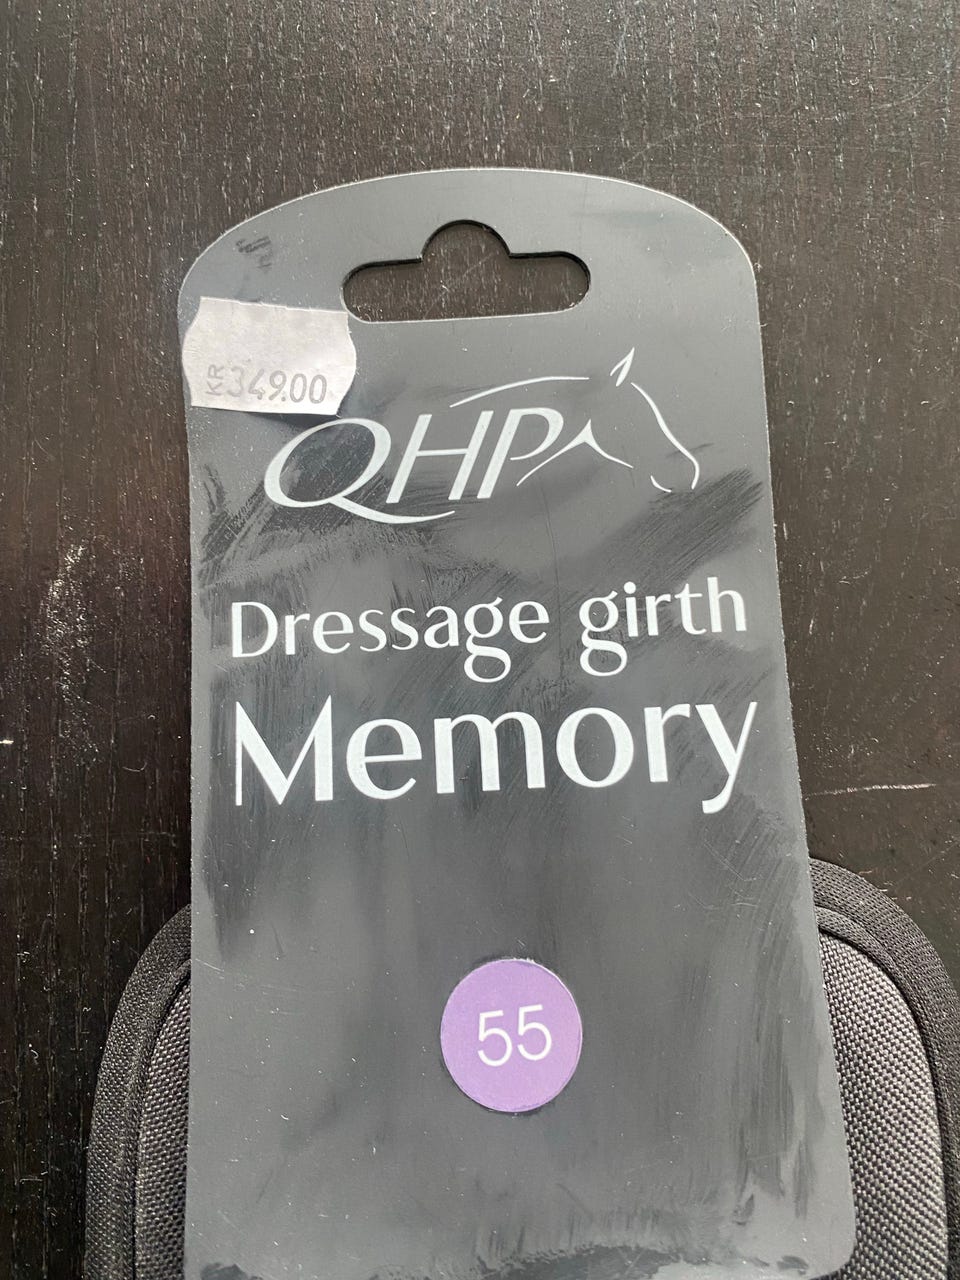 KR 349.00
QHP
Dressage girth
Memory
55